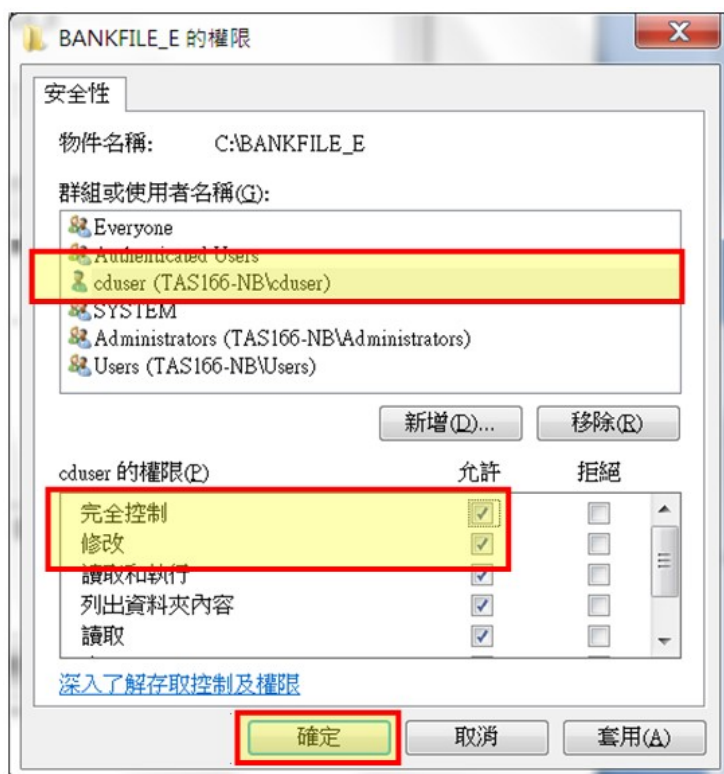 BANKFILE_E 的權限
安全性
物件名稱: C:\BANKFILE_E
群組或使用者名稱(G):
Everyone
Authenticated Users
cduser (TAS166-NB\cduser)
SYSTEM
Administrators (TAS166-NB\Administrators)
Users (TAS166-NB\Users)
新增(D)... 移除(R)
cduser 的權限(P) 允許 拒絕
完全控制
修改
讀取和執行
列出資料夾內容
讀取
深入了解存取控制及權限
確定 取消 套用(A)